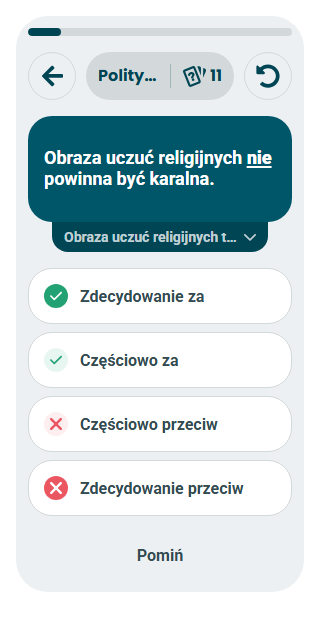 Polity... 11
Obraza uczuć religijnych nie
powinna być karalna.
Obraza uczuć religijnych t...
Zdecydowanie za
Częściowo za
Częściowo przeciw
Zdecydowanie przeciw
Pomiń